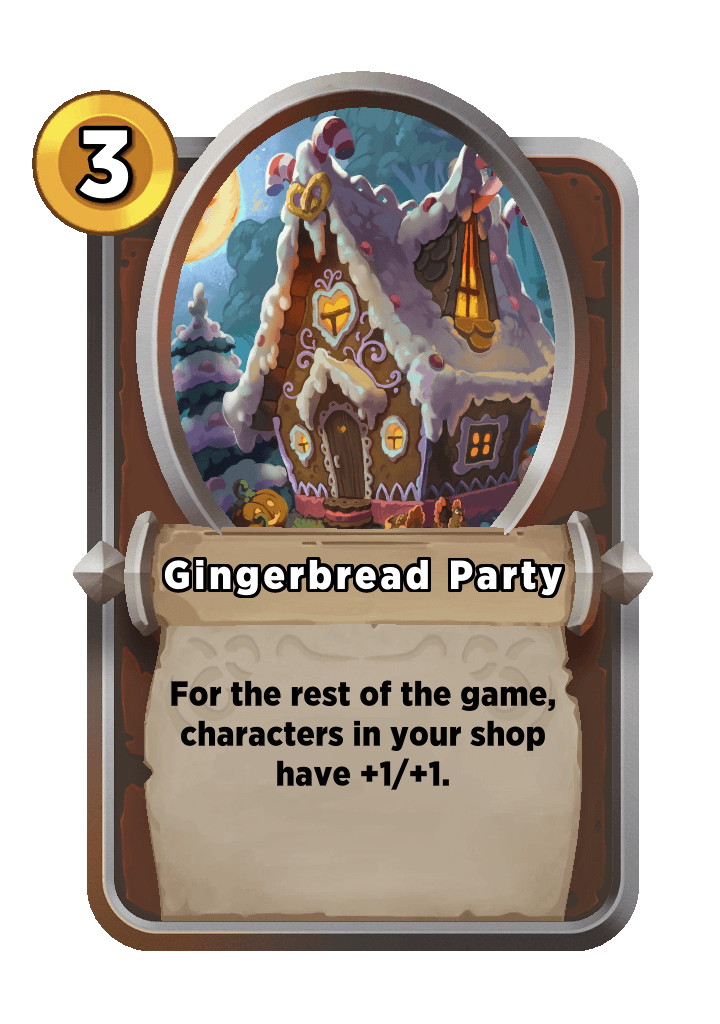 3
Gingerbread Party
For the rest of the game,
characters in your shop
have +1/+1.